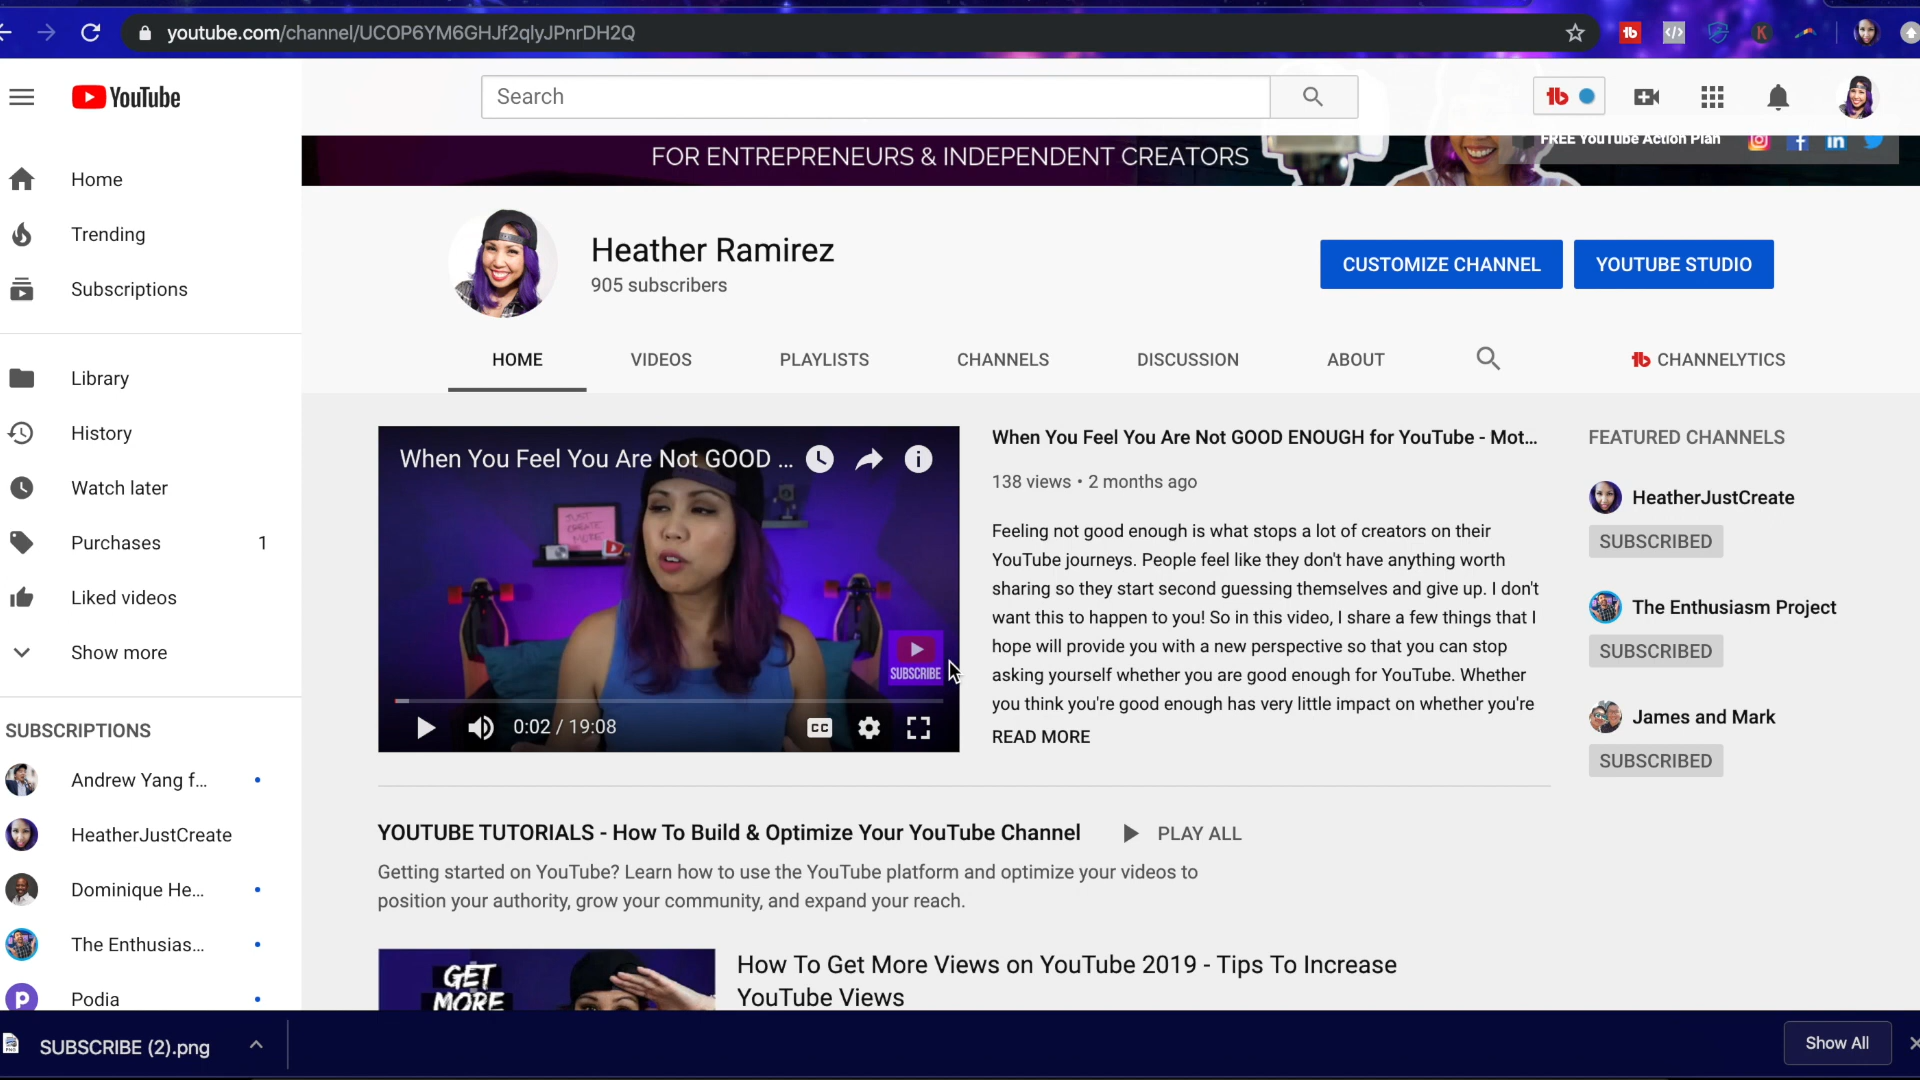 youtube.com/channel/UCOP6YM6GHJf2qlyJPnrDH2Q
YouTube
Search
FREE YouTube Action Plan
FOR ENTREPRENEURS & INDEPENDENT CREATORS
Home
Trending
Subscriptions
Library
History
Watch later
Purchases 1
Liked videos
Show more
SUBSCRIPTIONS
Andrew Yang f...
HeatherJustCreate
Dominique He...
The Enthusias...
Podia
Heather Ramirez
905 subscribers
CUSTOMIZE CHANNEL
YOUTUBE STUDIO
HOME VIDEOS PLAYLISTS CHANNELS DISCUSSION ABOUT CHANNELYTICS
When You Feel You Are Not GOOD ...
JUST
CREATE
MORE
SUBSCRIBE
0:02 / 19:08
CC
When You Feel You Are Not GOOD ENOUGH for YouTube - Mot...
138 views • 2 months ago
Feeling not good enough is what stops a lot of creators on their
YouTube journeys. People feel like they don't have anything worth
sharing so they start second guessing themselves and give up. I don't
want this to happen to you! So in this video, I share a few things that I
hope will provide you with a new perspective so that you can stop
asking yourself whether you are good enough for YouTube. Whether
you think you're good enough has very little impact on whether you're
READ MORE
FEATURED CHANNELS
HeatherJustCreate
SUBSCRIBED
The Enthusiasm Project
SUBSCRIBED
James and Mark
SUBSCRIBED
YOUTUBE TUTORIALS - How To Build & Optimize Your YouTube Channel PLAY ALL
Getting started on YouTube? Learn how to use the YouTube platform and optimize your videos to
position your authority, grow your community, and expand your reach.
GET
MORE
How To Get More Views on YouTube 2019 - Tips To Increase
YouTube Views
SUBSCRIBE (2).png
Show All